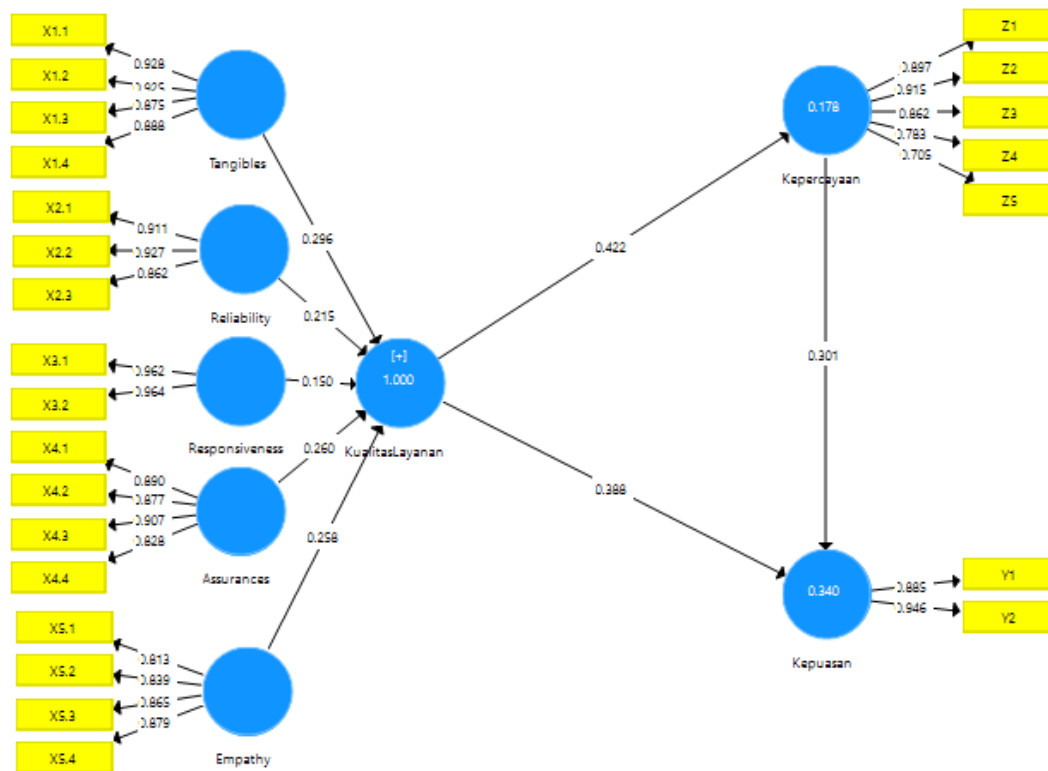 X1.1
X1.2
X1.3
X1.4
0.928
0.875
0.888
Tangibles
X2.1
X2.2
X2.3
0.911
0.927
0.862
Reliability
X3.1
X3.2
0.962
0.964
Responsiveness
X4.1
X4.2
X4.3
X4.4
0.890
0.877
0.907
0.828
Assurances
X5.1
X5.2
X5.3
X5.4
0.813
0.839
0.865
0.879
Empathy
0.296
0.215
0.150
0.260
0.258
[+]
1.000
KualitasLayanan
0.422
0.388
0.178
Kepercayaan
0.301
0.340
Kepuasan
0.897
0.915
0.862
0.783
0.705
Z1
Z2
Z3
Z4
Z5
0.885
0.946
Y1
Y2